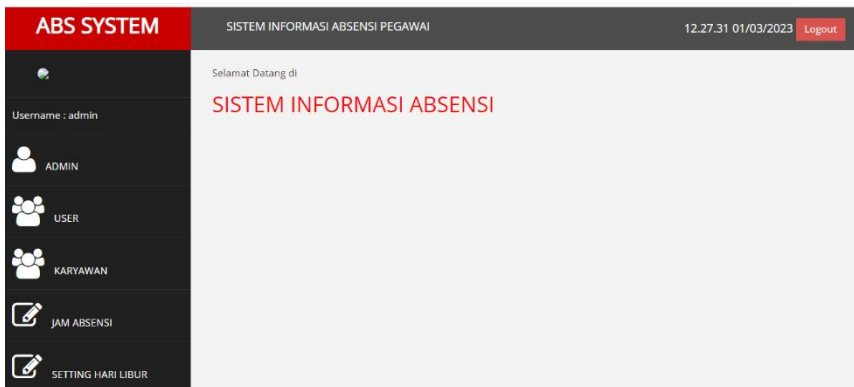 ABS SYSTEM
SISTEM INFORMASI ABSENSI PEGAWAI
12.27.31 01/03/2023
Logout
Selamat Datang di
SISTEM INFORMASI ABSENSI
Username : admin
ADMIN
USER
KARYAWAN
JAM ABSENSI
SETTING HARI LIBUR